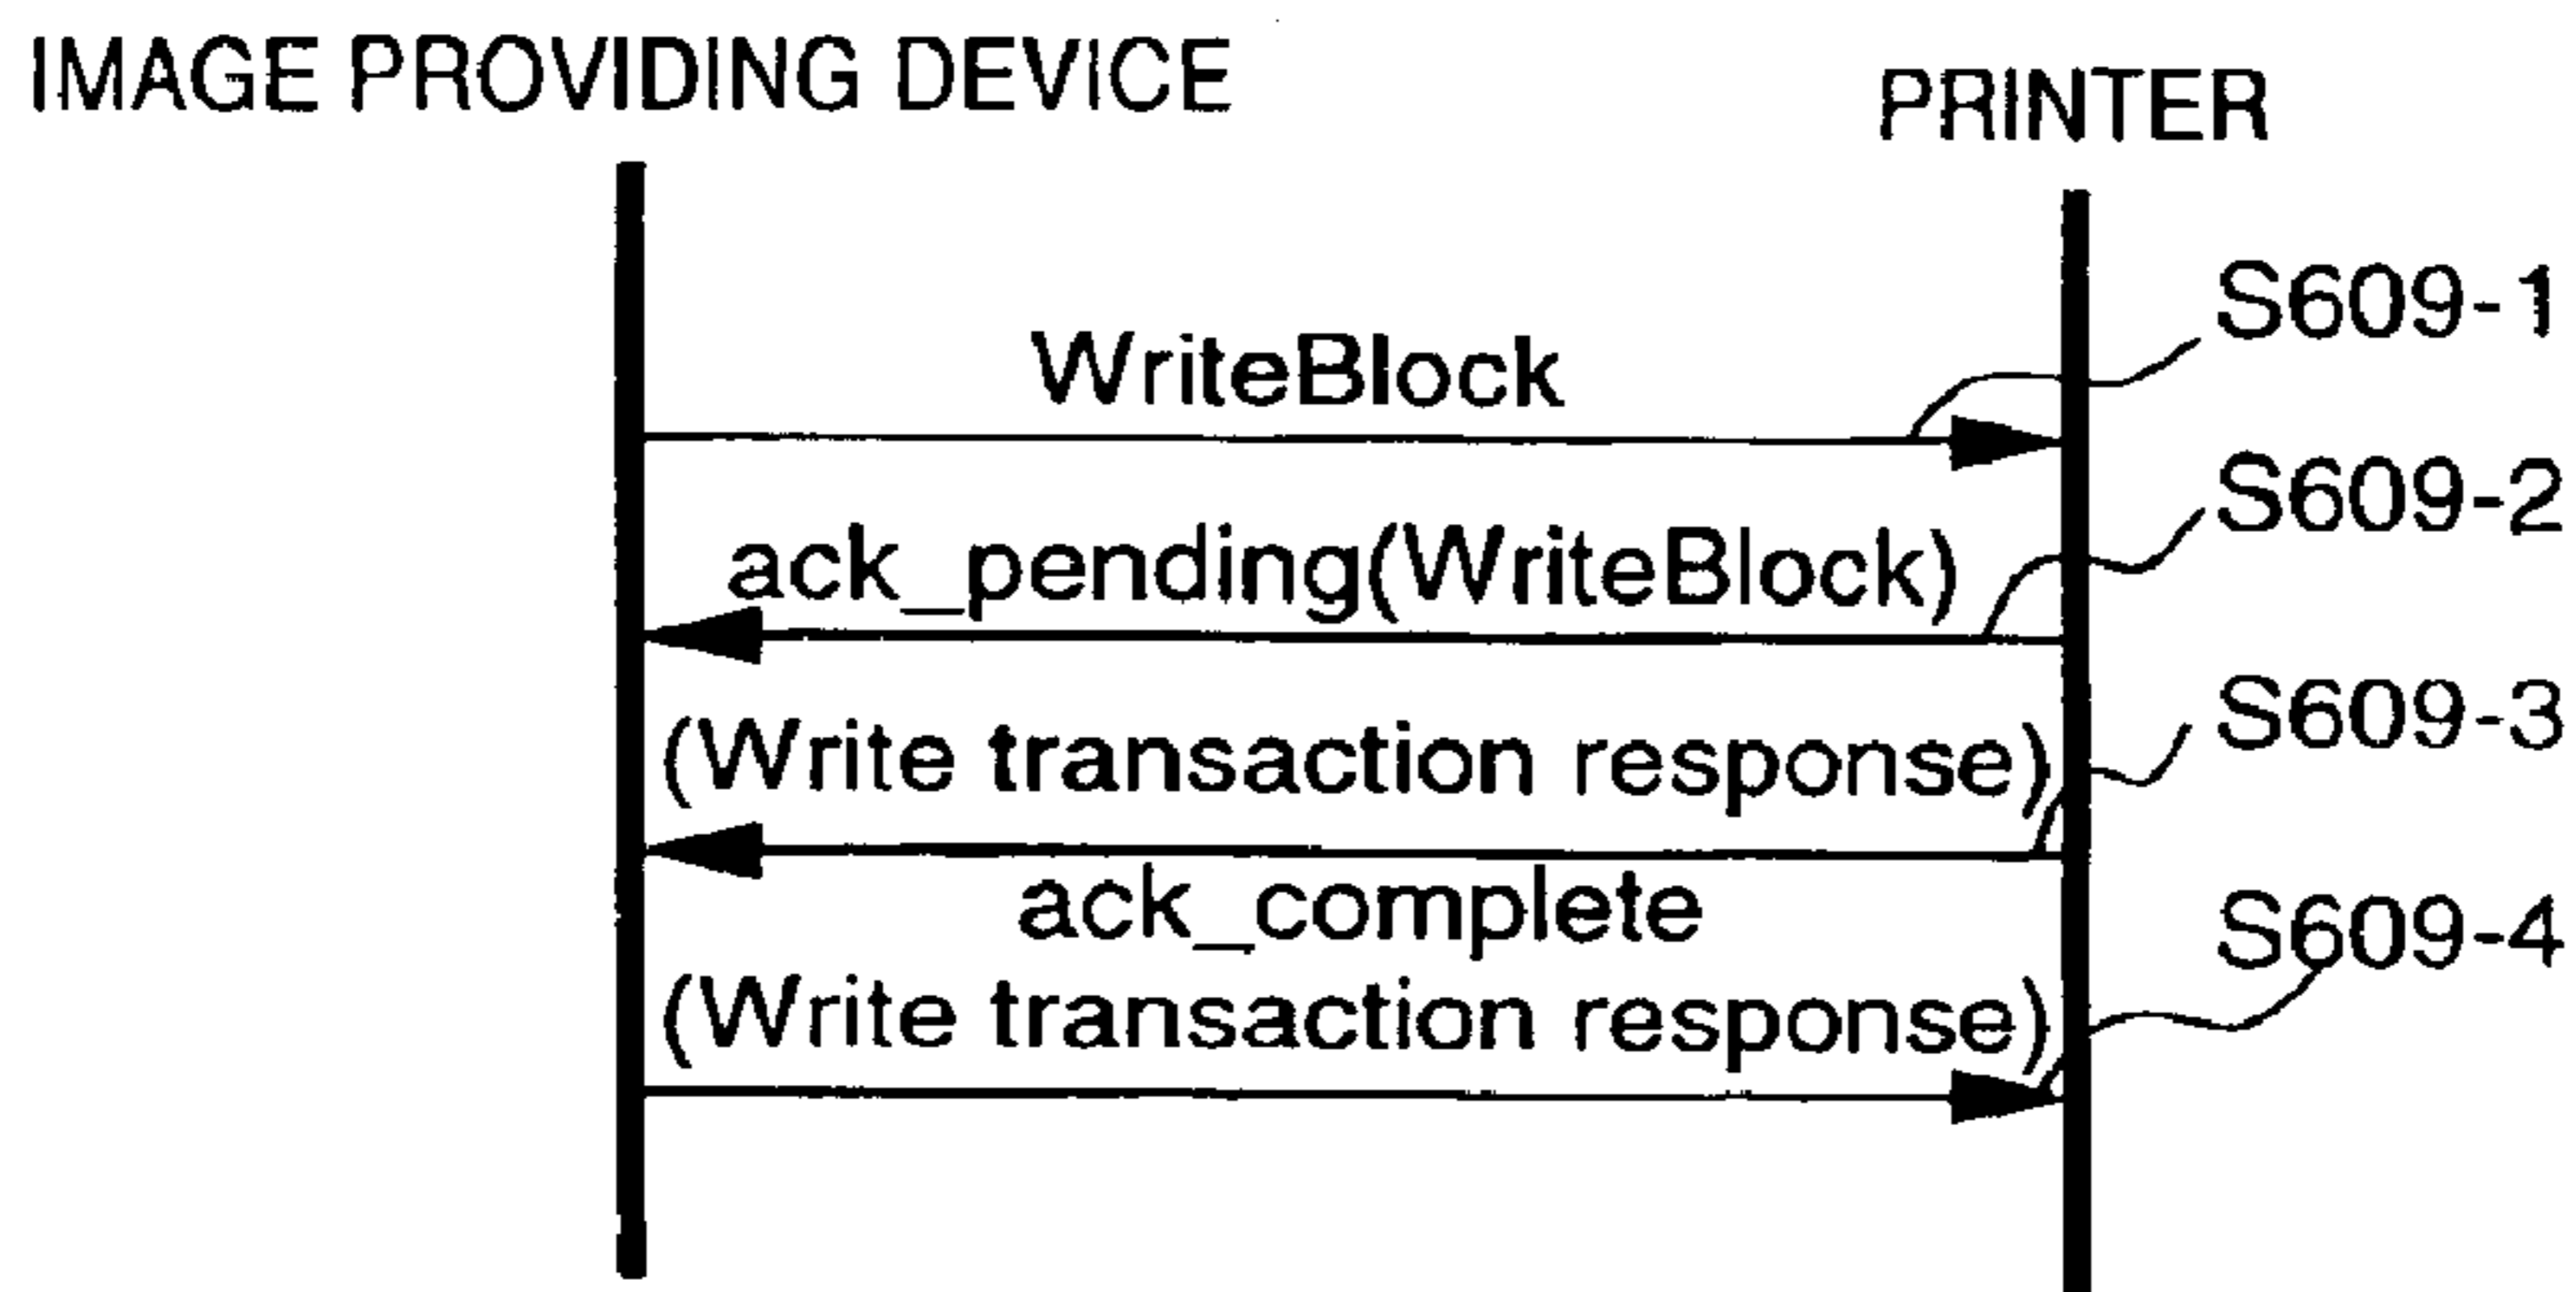 IMAGE PROVIDING DEVICE
PRINTER
S609-1
WriteBlock
S609-2
ack_pending(WriteBlock)
S609-3
(Write transaction response)
S609-4
ack_complete
(Write transaction response)